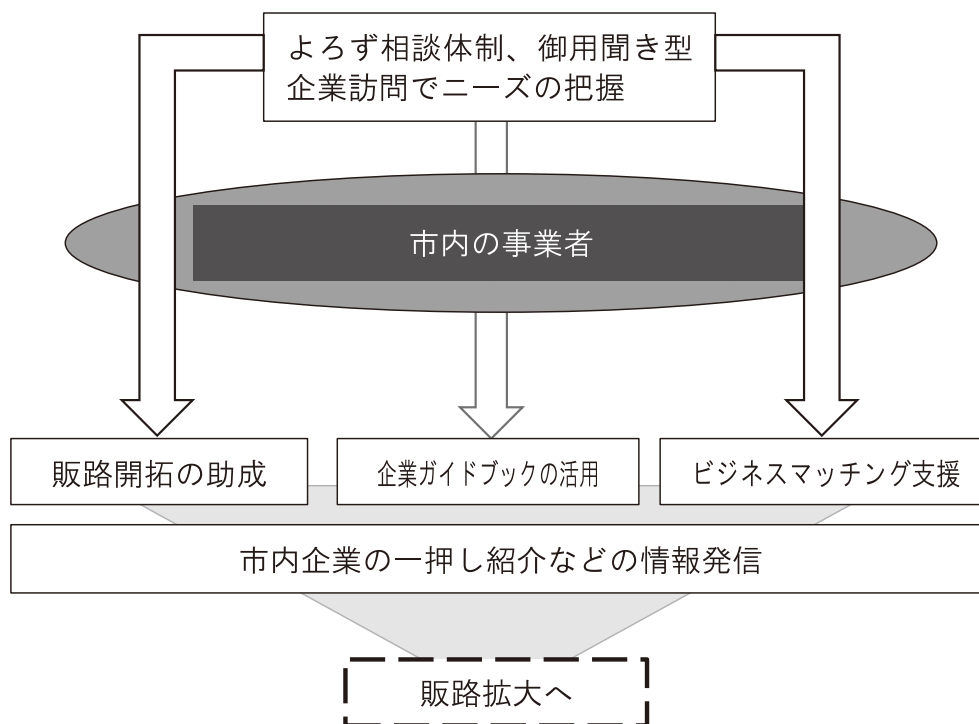 よろず相談体制、御用聞き型
企業訪問でニーズの把握
市内の事業者
販路開拓の助成
企業ガイドブックの活用
ビジネスマッチング支援
市内企業の一押し紹介などの情報発信
販路拡大へ